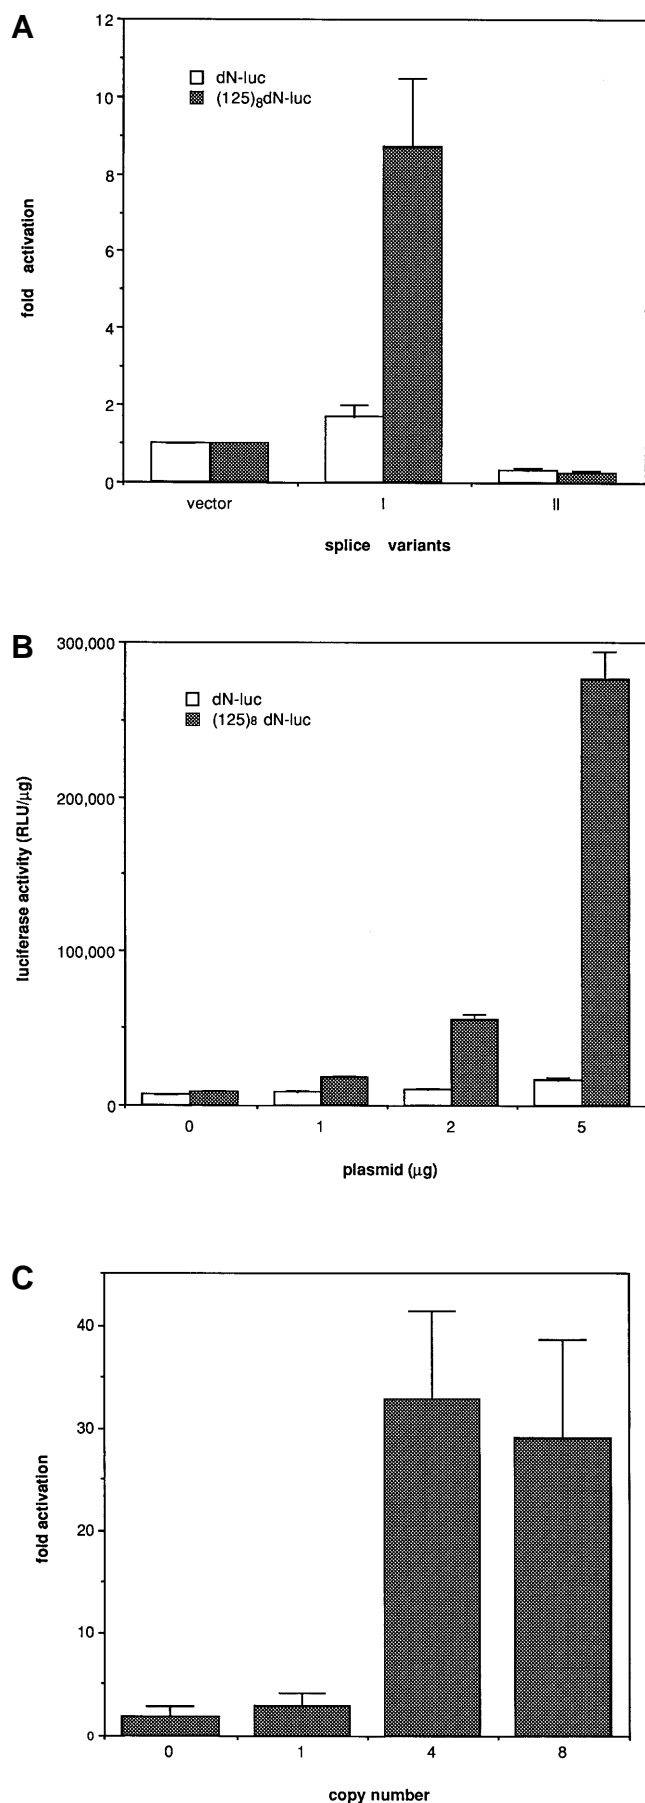 A
12
10
8
6
4
2
0
fold activation
dN-luc
(125)8dN-luc
vector
I
II
splice variants
B
300,000
200,000
100,000
0
luciferase activity (RLU/µg)
dN-luc
(125)8 dN-luc
0
1
2
5
plasmid (µg)
C
40
30
20
10
0
fold activation
0
1
4
8
copy number